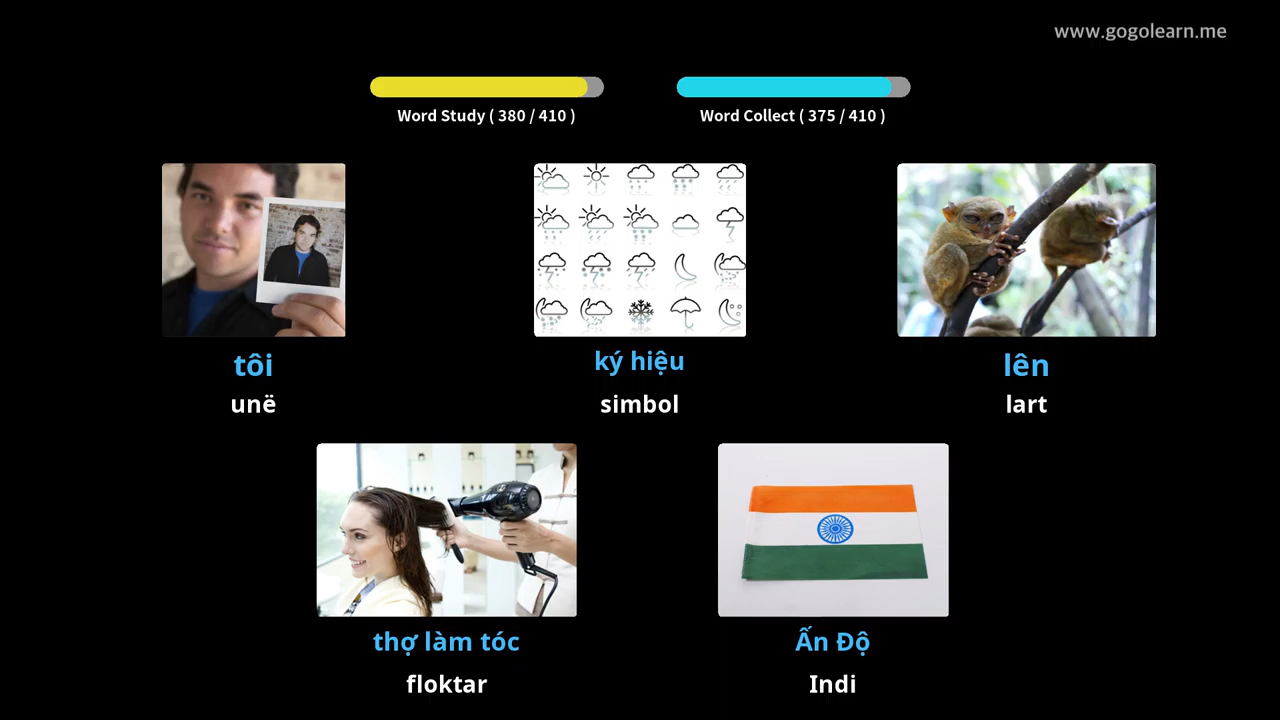 www.gogolearn.me
Word Study ( 380 / 410 )
Word Collect ( 375 / 410 )
tôi
unë
ký hiệu
simbol
lên
lart
thợ làm tóc
floktar
Ấn Độ
Indi